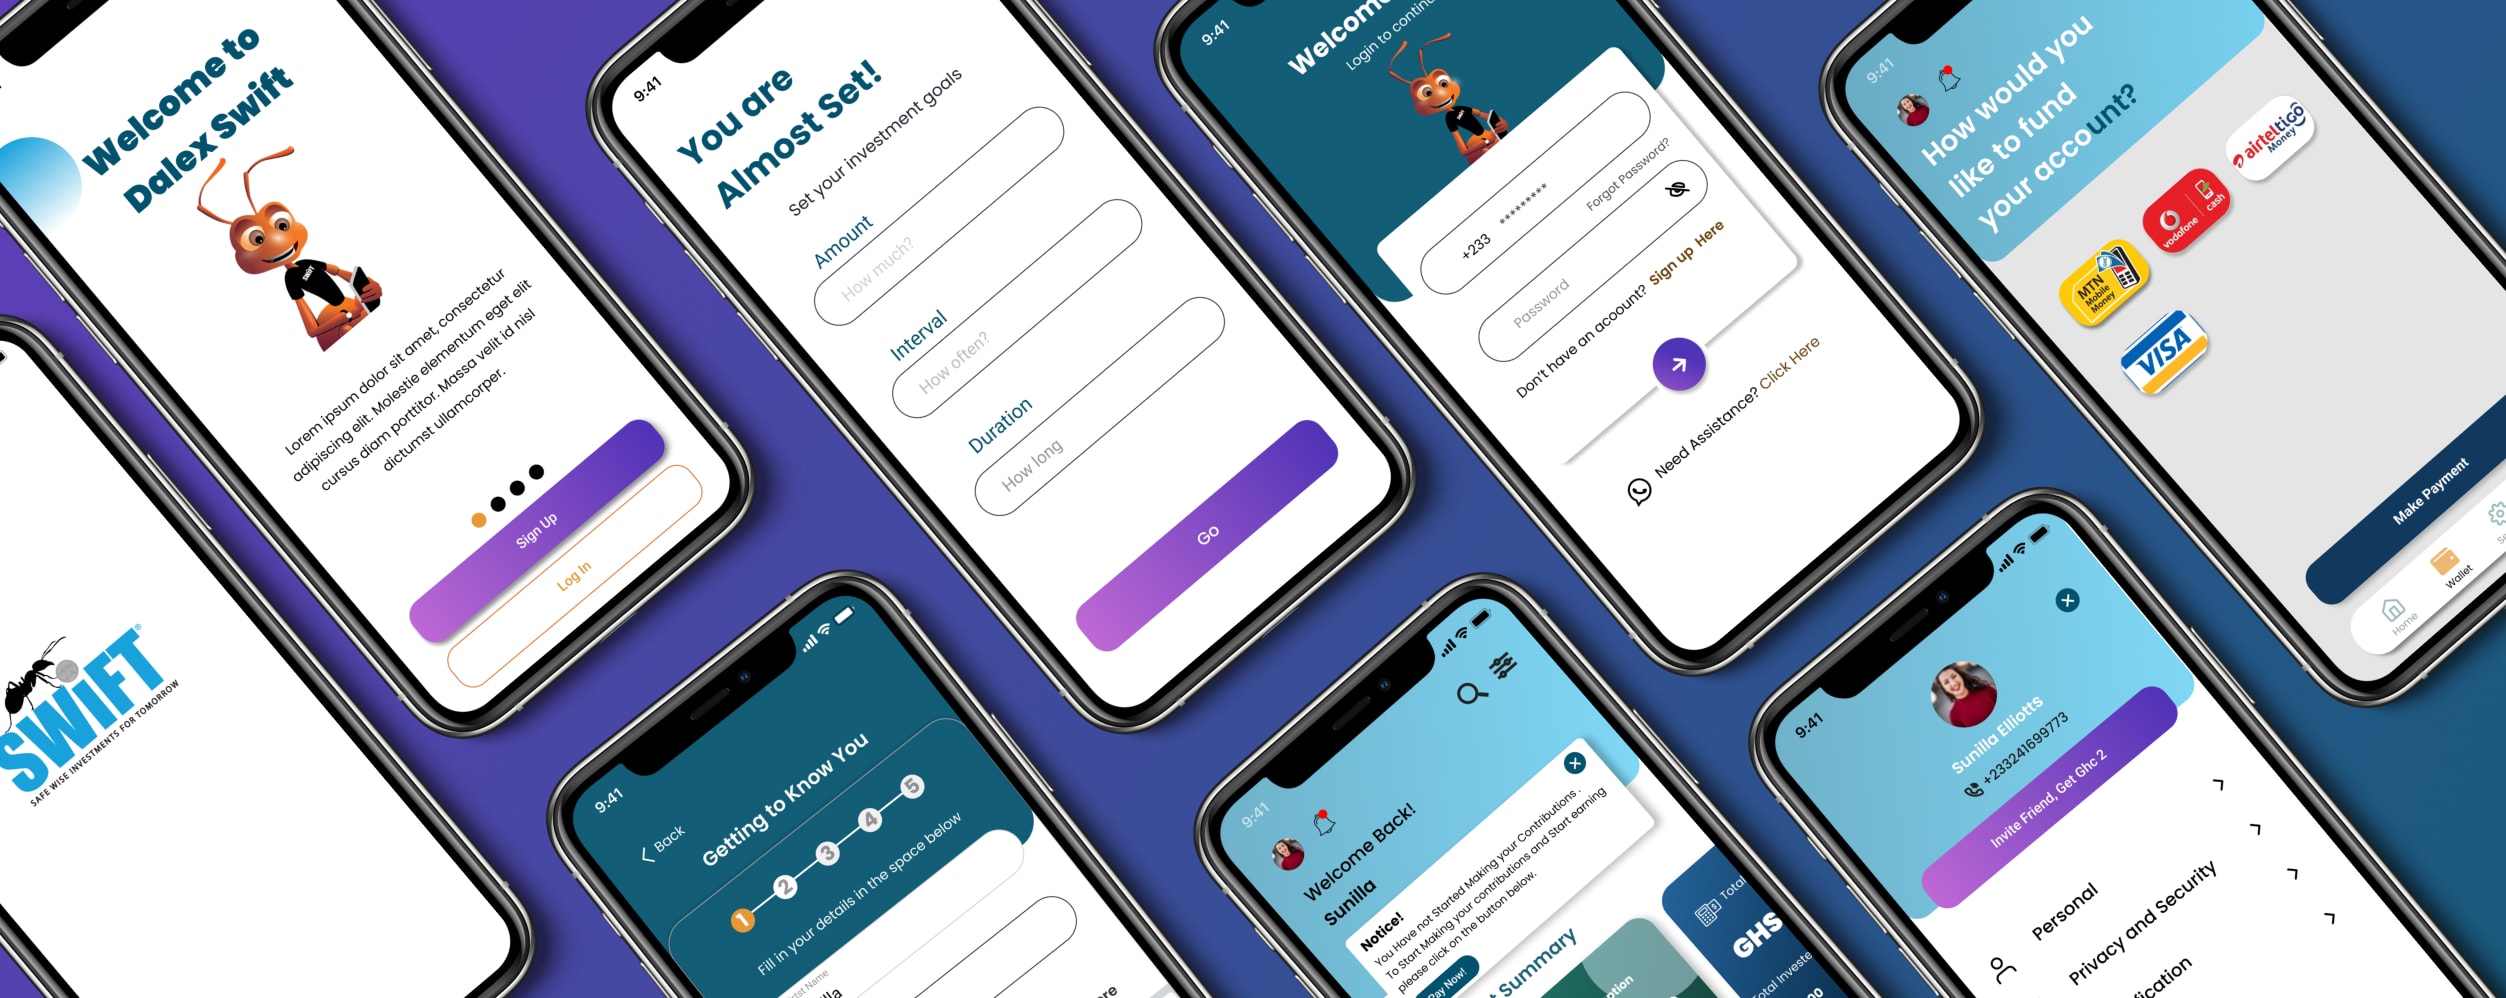 Welcome to
Dalex Swift
SWIFT
Lorem ipsum dolor sit amet, consectetur
adipiscing elit. Molestie elementum eget elit
cursus diam porttitor. Massa velit id nisl
dictumst ullamcorper.
Sign Up
Log In
9:41
You are
Almost Set!
Set your investment goals
Amount
How much?
Interval
How often?
Duration
How long
Go
9:41
Login to contin
SWIFT
+233 *********
Forgot Password?
Password
Don't have an acoount? Sign up Here
Need Assistance? Click Here
9:41
How would you
like to fund
your account?
airteltigo
Money
vodafone
cash
MTN
Mobile
Money
VISA
Make Payment
Home
Wallet
SWiFT®
SAFE WISE INVESTMENTS FOR TOMORROW
9:41
Back
Getting to Know You
1 2 3 4 5
Fill in your details in the space below
Name
lla
9:41
Welcome Back!
Sunilla
Notice!
You Have not Started Making your Contributions .
To Start Making your contributions and Start earning
please click on the button below.
Pay Now!
Summary
ption
Total
GHS
otal Investe
00
9:41
Sunilla Elliotts
+233241699773
Invite Friend, Get Ghc 2
Personal
Privacy and Security
ication